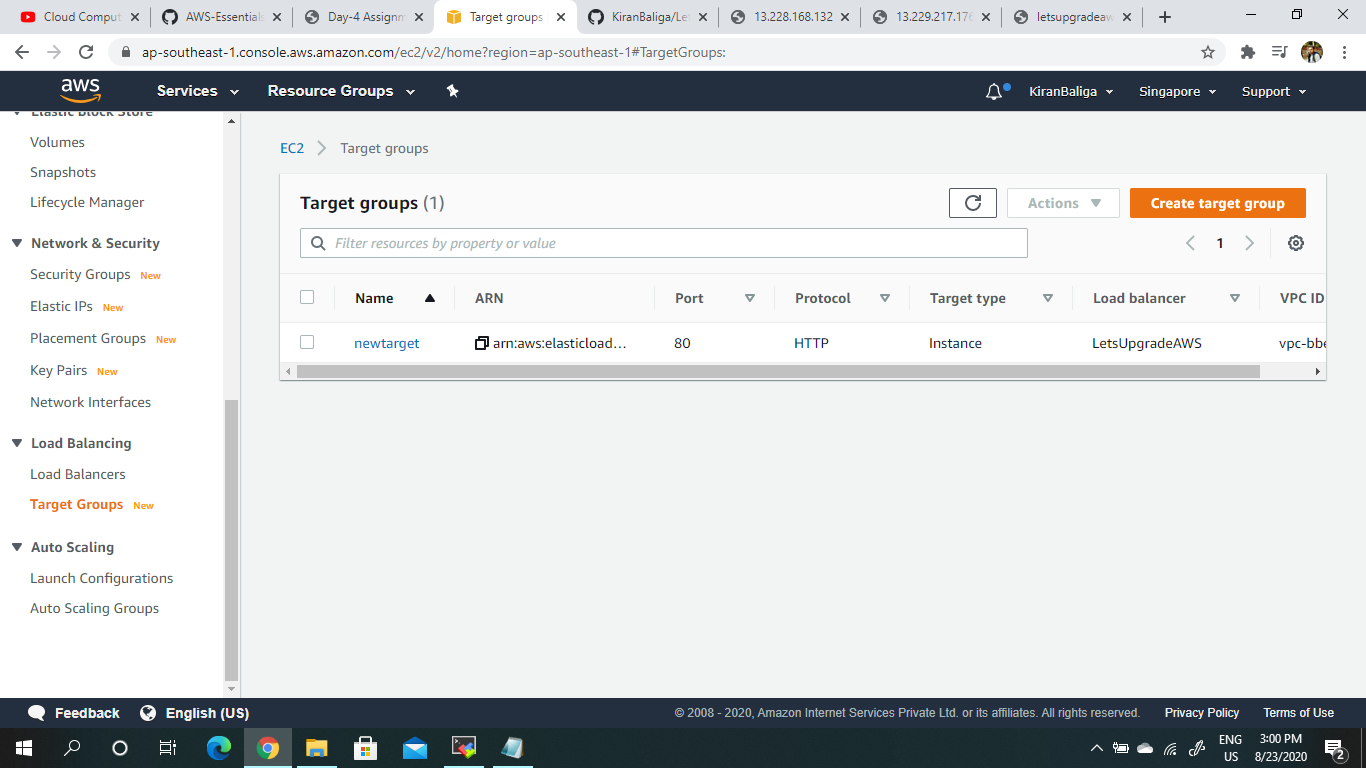 Cloud Comput
AWS-Essentials
Day-4 Assignm
Target groups
KiranBaliga/Let
13.228.168.132
13.229.217.176
letsupgradeaw
ap-southeast-1.console.aws.amazon.com/ec2/v2/home?region=ap-southeast-1#TargetGroups:
aws
Services
Resource Groups
KiranBaliga
Singapore
Support
Elastic Block Store
Volumes
Snapshots
Lifecycle Manager
Network & Security
Security Groups New
Elastic IPs New
Placement Groups New
Key Pairs New
Network Interfaces
Load Balancing
Load Balancers
Target Groups New
Auto Scaling
Launch Configurations
Auto Scaling Groups
EC2 > Target groups
Target groups (1)
Actions
Create target group
Filter resources by property or value
1
Name ARN Port Protocol Target type Load balancer VPC ID
newtarget arn:aws:elasticload... 80 HTTP Instance LetsUpgradeAWS vpc-bbe
Feedback
English (US)
© 2008 - 2020, Amazon Internet Services Private Ltd. or its affiliates. All rights reserved.
Privacy Policy
Terms of Use
ENG
US
3:00 PM
8/23/2020
2